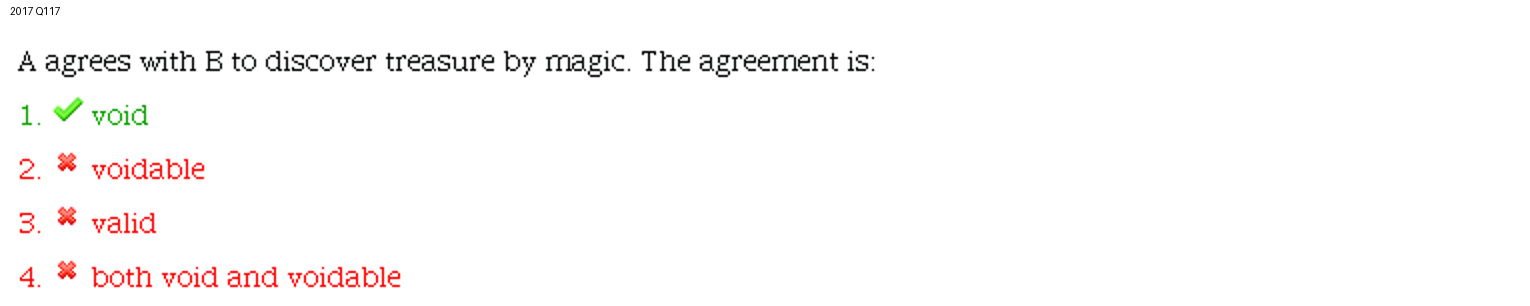 2017 Q117
A agrees with B to discover treasure by magic. The agreement is:
1. void
2. voidable
3. valid
4. both void and voidable